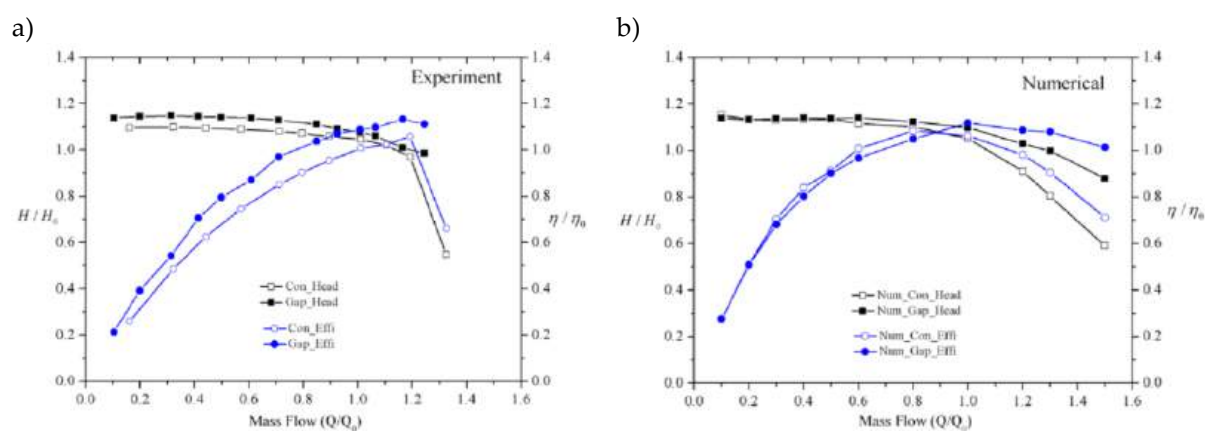 a)
Experiment
1.4
1.2
1.0
0.8
0.6
0.4
0.2
0.0
H / H₀
1.4
1.2
1.0
0.8
0.6
0.4
0.2
0.0
η / η₀
Con_Head
Gap_Head
Con_Effi
Gap_Effi
0.0 0.2 0.4 0.6 0.8 1.0 1.2 1.4 1.6
Mass Flow (Q/Q₀)
b)
Numerical
1.4
1.2
1.0
0.8
0.6
0.4
0.2
0.0
H / H₀
1.4
1.2
1.0
0.8
0.6
0.4
0.2
0.0
η / η₀
Num_Con_Head
Num_Gap_Head
Num_Con_Effi
Num_Gap_Effi
0.0 0.2 0.4 0.6 0.8 1.0 1.2 1.4 1.6
Mass Flow (Q/Q₀)